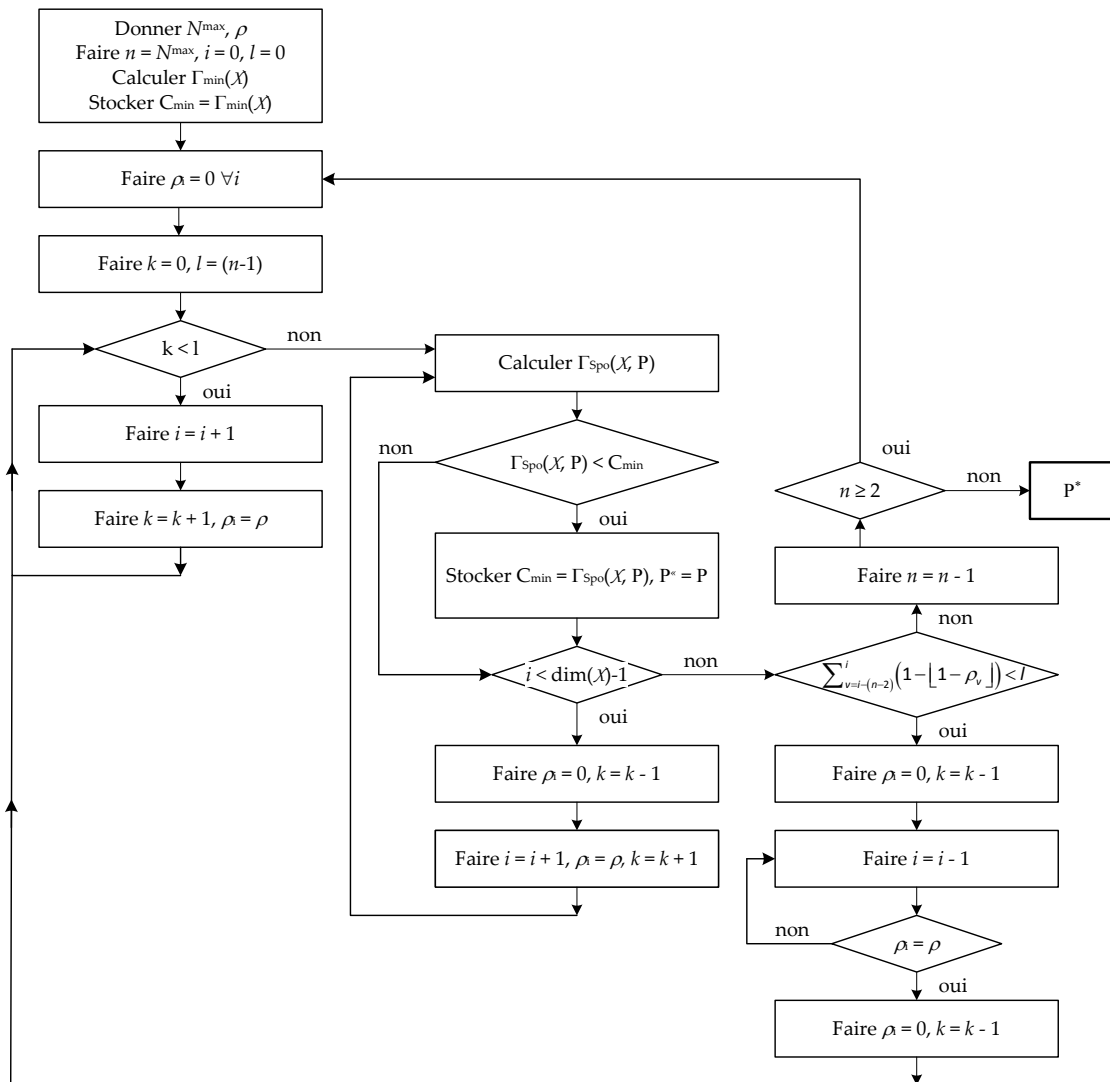 Donner Nᵐᵃˣ, ρ
Faire n = Nᵐᵃˣ, i = 0, l = 0
Calculer Γmin(X)
Stocker Cmin = Γmin(X)
Faire ρi = 0 ∀i
Faire k = 0, l = (n-1)
k < l
non
oui
Faire i = i + 1
Faire k = k + 1, ρi = ρ
Calculer ΓSpo(X, P)
non
ΓSpo(X, P) < Cmin
oui
Stocker Cmin = ΓSpo(X, P), P* = P
i < dim(X)-1
non
oui
Faire ρi = 0, k = k - 1
Faire i = i + 1, ρi = ρ, k = k + 1
oui
n ≥ 2
non
P*
Faire n = n - 1
non
∑ᵢᵥ₌ᵢ₋₍ₙ₋₂₎(1-⌊1-ρᵥ⌋) < l
oui
Faire ρi = 0, k = k - 1
Faire i = i - 1
non
ρi = ρ
oui
Faire ρi = 0, k = k - 1